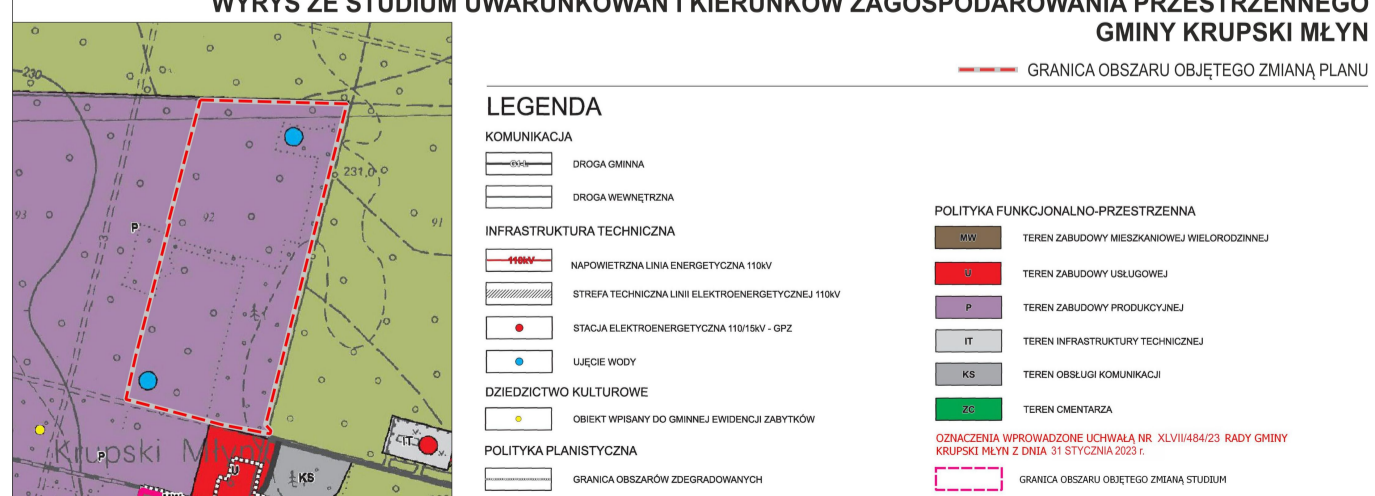 WYRYS ZE STUDIUM UWARUNKOWAŃ I KIERUNKÓW ZAGOSPODAROWANIA PRZESTRZENNEGO
GMINY KRUPSKI MŁYN
GRANICA OBSZARU OBJĘTEGO ZMIANĄ PLANU
LEGENDA
KOMUNIKACJA
DROGA GMINNA
DROGA WEWNĘTRZNA
INFRASTRUKTURA TECHNICZNA
110kV NAPOWIETRZNA LINIA ENERGETYCZNA 110kV
STREFA TECHNICZNA LINII ELEKTROENERGETYCZNEJ 110kV
STACJA ELEKTROENERGETYCZNA 110/15kV - GPZ
UJĘCIE WODY
DZIEDZICTWO KULTUROWE
OBIEKT WPISANY DO GMINNEJ EWIDENCJI ZABYTKÓW
POLITYKA PLANISTYCZNA
GRANICA OBSZARÓW ZDEGRADOWANYCH
POLITYKA FUNKCJONALNO-PRZESTRZENNA
MW TEREN ZABUDOWY MIESZKANIOWEJ WIELORODZINNEJ
U TEREN ZABUDOWY USŁUGOWEJ
P TEREN ZABUDOWY PRODUKCYJNEJ
IT TEREN INFRASTRUKTURY TECHNICZNEJ
KS TEREN OBSŁUGI KOMUNIKACJI
ZC TEREN CMENTARZA
OZNACZENIA WPROWADZONE UCHWAŁĄ NR XLVII/484/23 RADY GMINY
KRUPSKI MŁYN Z DNIA 31 STYCZNIA 2023 r.
GRANICA OBSZARU OBJĘTEGO ZMIANĄ STUDIUM
230
231,0
93
P
92
91
Krupski Młyn
P
U
KS
IT